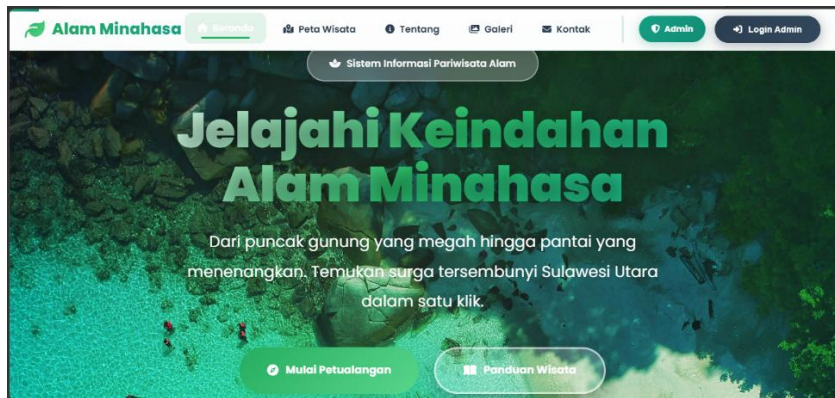 Alam Minahasa
Beranda
Peta Wisata
Tentang
Galeri
Kontak
Admin
Login Admin
Sistem Informasi Pariwisata Alam
Jelajahi Keindahan
Alam Minahasa
Dari puncak gunung yang megah hingga pantai yang
menenangkan. Temukan surga tersembunyi Sulawesi Utara
dalam satu klik.
Mulai Petualangan
Panduan Wisata